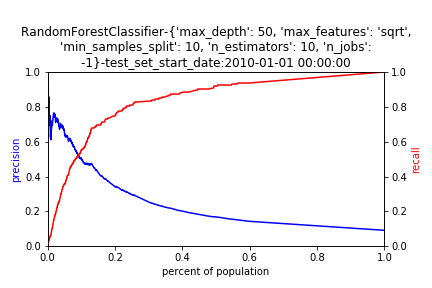 RandomForestClassifier-{'max_depth': 50, 'max_features': 'sqrt',
'min_samples_split': 10, 'n_estimators': 10, 'n_jobs':
-1}-test_set_start_date:2010-01-01 00:00:00
1.0
0.8
0.6
0.4
0.2
0.0
precision
1.0
0.8
0.6
0.4
0.2
0.0
recall
0.0 0.2 0.4 0.6 0.8 1.0
percent of population